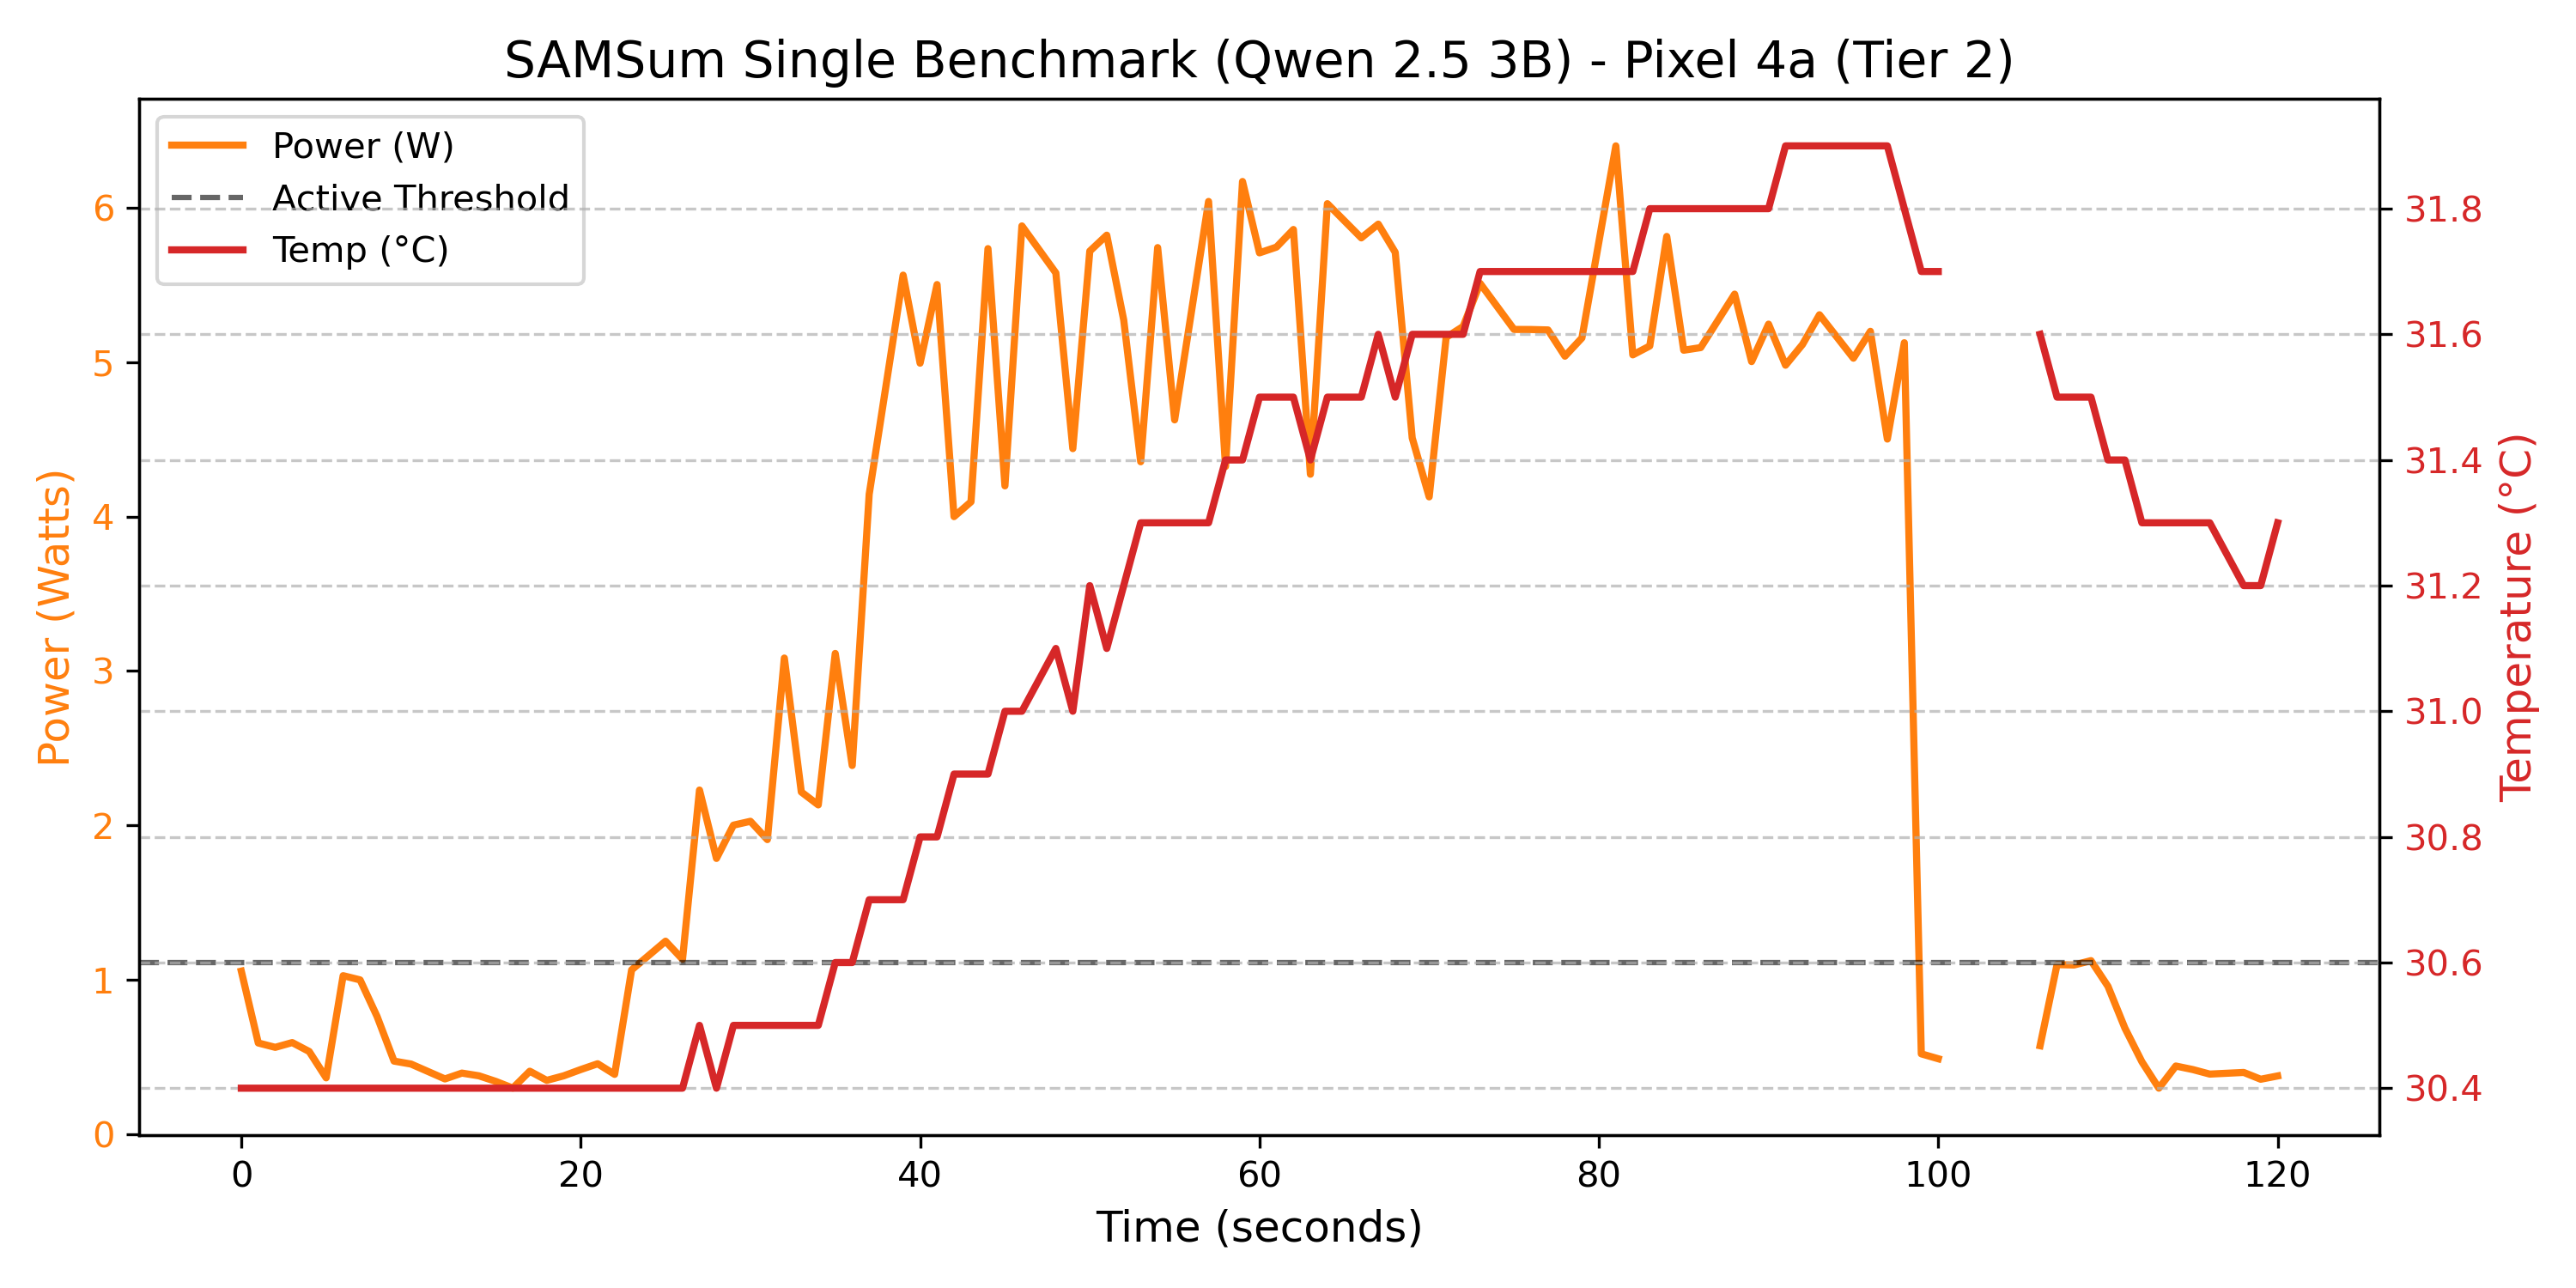 SAMSum Single Benchmark (Qwen 2.5 3B) - Pixel 4a (Tier 2)
Power (W)
Active Threshold
Temp (°C)
Power (Watts)
6
5
4
3
2
1
0
31.8
31.6
31.4
31.2
31.0
30.8
30.6
30.4
Temperature (°C)
0 20 40 60 80 100 120
Time (seconds)